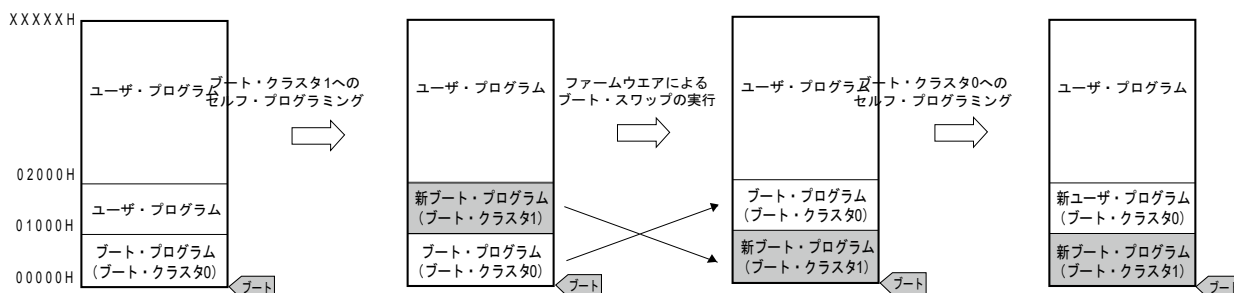 XXXXXH
ユーザ・プログラム
02000H
ユーザ・プログラム
01000H
ブート・プログラム
(ブート・クラスタ0)
00000H
ブート
ブート・クラスタ1への
セルフ・プログラミング
ユーザ・プログラム
新ブート・プログラム
(ブート・クラスタ1)
ブート・プログラム
(ブート・クラスタ0)
ブート
ファームウエアによる
ブート・スワップの実行
ユーザ・プログラム
ブート・プログラム
(ブート・クラスタ0)
新ブート・プログラム
(ブート・クラスタ1)
ブート
ブート・クラスタ0への
セルフ・プログラミング
ユーザ・プログラム
新ユーザ・プログラム
(ブート・クラスタ0)
新ブート・プログラム
(ブート・クラスタ1)
ブート